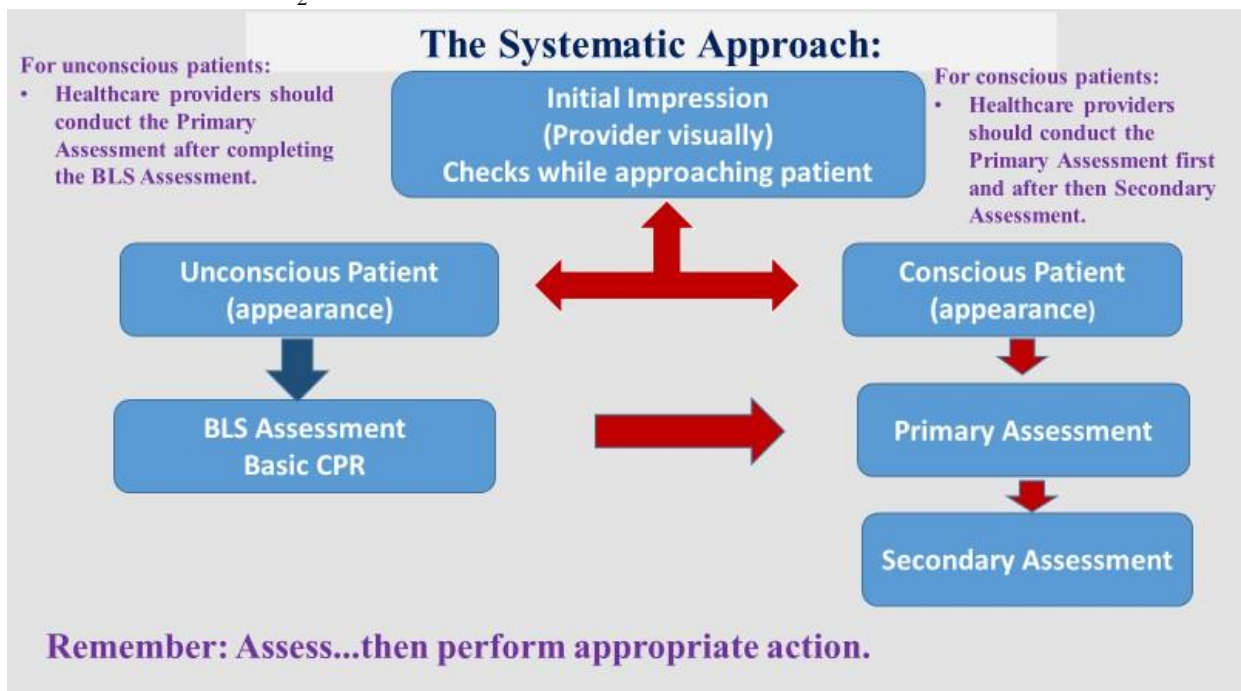 2
The Systematic Approach:
For unconscious patients:
• Healthcare providers should
conduct the Primary
Assessment after completing
the BLS Assessment.
Initial Impression
(Provider visually)
Checks while approaching patient
For conscious patients:
• Healthcare providers
should conduct the
Primary Assessment first
and after then Secondary
Assessment.
Unconscious Patient
(appearance)
Conscious Patient
(appearance)
BLS Assessment
Basic CPR
Primary Assessment
Secondary Assessment
Remember: Assess...then perform appropriate action.